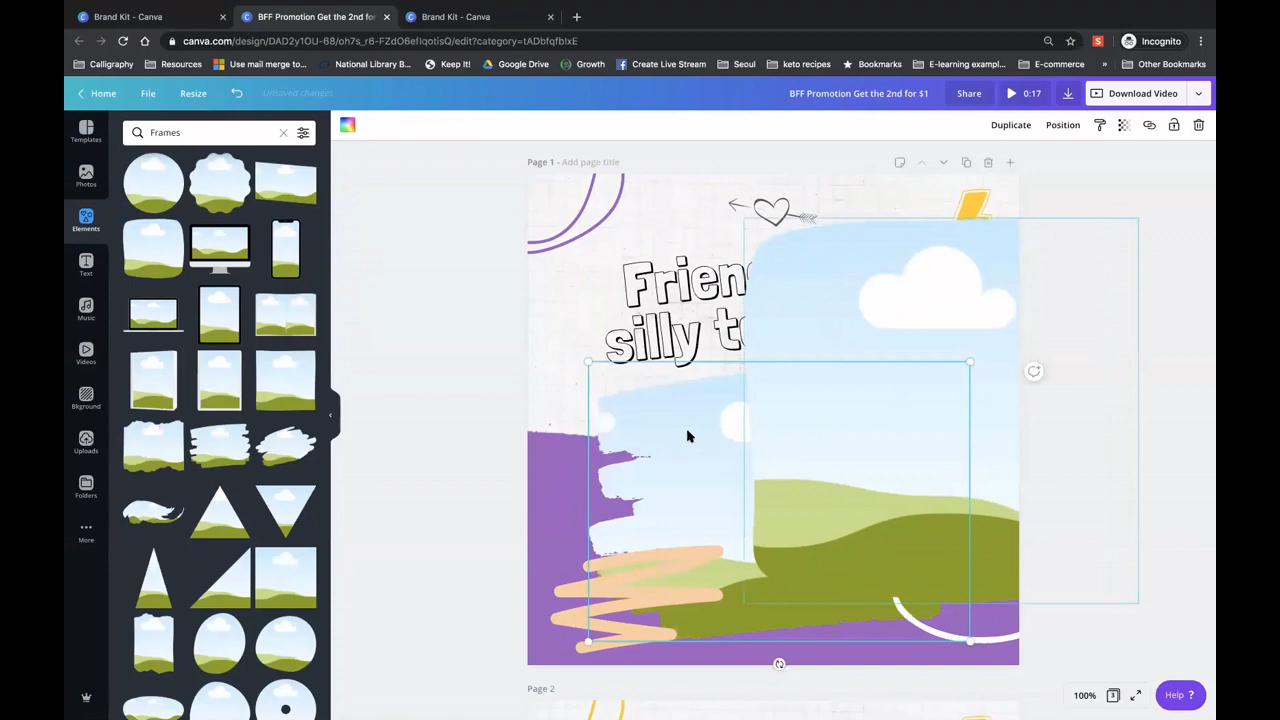 Brand Kit - Canva
BFF Promotion Get the 2nd for
Brand Kit - Canva
canva.com/design/DAD2y1OU-68/oh7s_r6-FZdO6eflqotisQ/edit?category=tADbfqfbIxE
Incognito
Calligraphy
Resources
Use mail merge to...
National Library B...
Keep It!
Google Drive
Growth
Create Live Stream
Seoul
keto recipes
Bookmarks
E-learning exampl...
E-commerce
»
Other Bookmarks
Home
File
Resize
Unsaved changes
BFF Promotion Get the 2nd for $1
Share
0:17
Download Video
Templates
Photos
Elements
Text
Music
Videos
Bkground
Uploads
Folders
More
Frames
Duplicate
Position
Page 1 - Add page title
Frien
silly t
Page 2
100%
3
Help ?